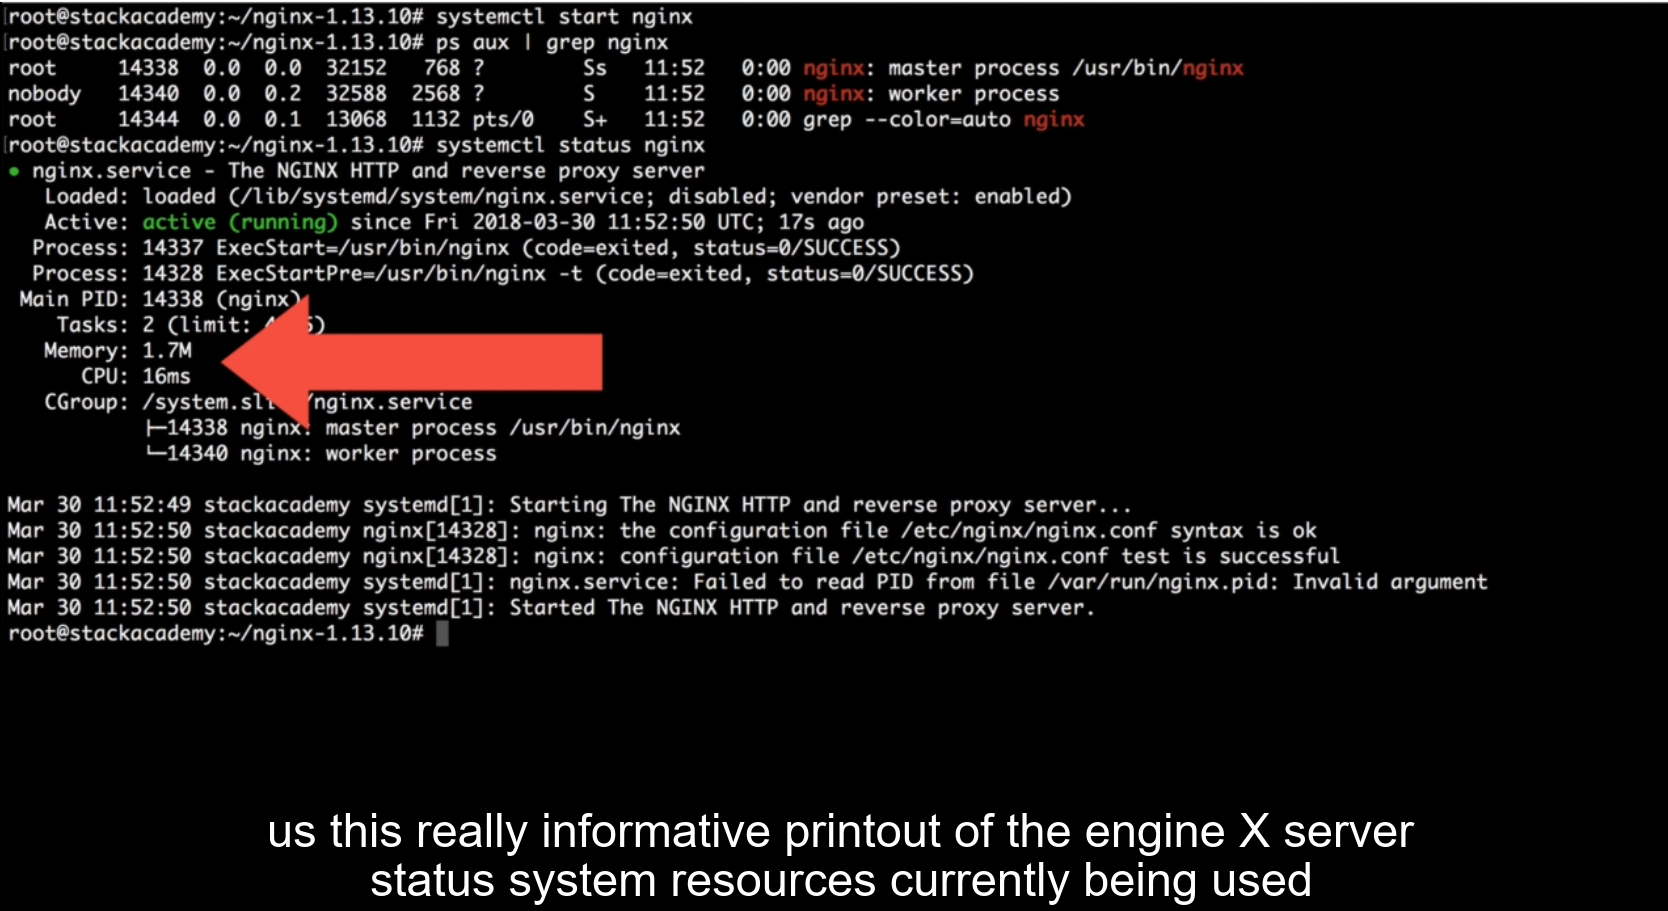 root@stackacademy:~/nginx-1.13.10# systemctl start nginx
root@stackacademy:~/nginx-1.13.10# ps aux | grep nginx
root     14338  0.0  0.0  32152   768 ?        Ss   11:52   0:00 nginx: master process /usr/bin/nginx
nobody   14340  0.0  0.2  32588  2568 ?        S    11:52   0:00 nginx: worker process
root     14344  0.0  0.1  13068  1132 pts/0    S+   11:52   0:00 grep --color=auto nginx
root@stackacademy:~/nginx-1.13.10# systemctl status nginx
● nginx.service - The NGINX HTTP and reverse proxy server
Loaded: loaded (/lib/systemd/system/nginx.service; disabled; vendor preset: enabled)
Active: active (running) since Fri 2018-03-30 11:52:50 UTC; 17s ago
Process: 14337 ExecStart=/usr/bin/nginx (code=exited, status=0/SUCCESS)
Process: 14328 ExecStartPre=/usr/bin/nginx -t (code=exited, status=0/SUCCESS)
Main PID: 14338 (nginx)
Tasks: 2 (limit:
Memory: 1.7M
CPU: 16ms
CGroup: /nginx.service
├─14338 nginx: master process /usr/bin/nginx
└─14340 nginx: worker process
Mar 30 11:52:49 stackacademy systemd[1]: Starting The NGINX HTTP and reverse proxy server...
Mar 30 11:52:50 stackacademy nginx[14328]: nginx: the configuration file /etc/nginx/nginx.conf syntax is ok
Mar 30 11:52:50 stackacademy nginx[14328]: nginx: configuration file /etc/nginx/nginx.conf test is successful
Mar 30 11:52:50 stackacademy systemd[1]: nginx.service: Failed to read PID from file /var/run/nginx.pid: Invalid argument
Mar 30 11:52:50 stackacademy systemd[1]: Started The NGINX HTTP and reverse proxy server.
root@stackacademy:~/nginx-1.13.10#
us this really informative printout of the engine X server
status system resources currently being used